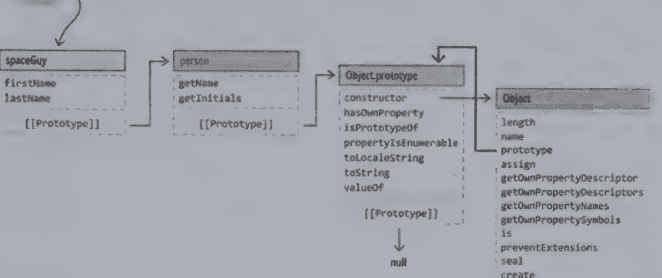 spaceGuy
firstName
lastName
[[Prototype]]
person
getName
getInitials
[[Prototype]]
Object.prototype
constructor
hasOwnProperty
isPrototypeOf
propertyIsEnumerable
toLocaleString
toString
valueOf
[[Prototype]]
null
Object
length
name
prototype
assign
getOwnPropertyDescriptor
getOwnPropertyDescriptors
getOwnPropertyNames
getOwnPropertySymbols
is
preventExtensions
seal
create